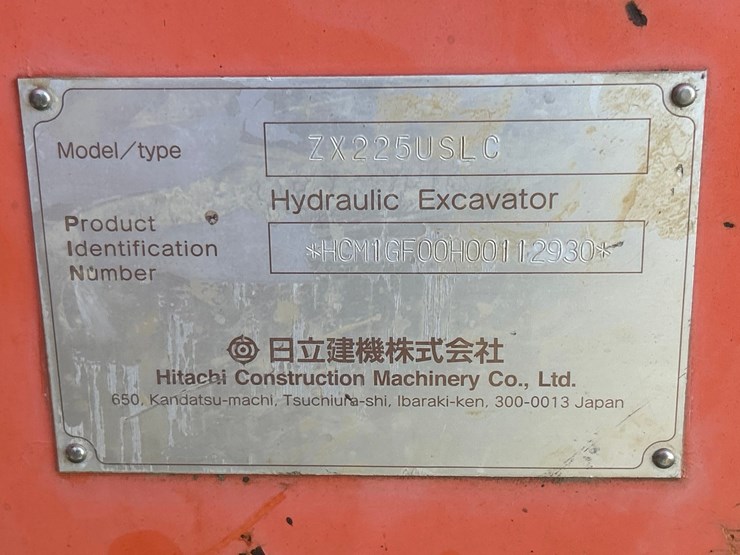 Model/type ZX225USLC
Hydraulic Excavator
Product
Identification *HCM1GF00H00112930*
Number
日立建機株式会社
Hitachi Construction Machinery Co., Ltd.
650, Kandatsu-machi, Tsuchiura-shi, Ibaraki-ken, 300-0013 Japan